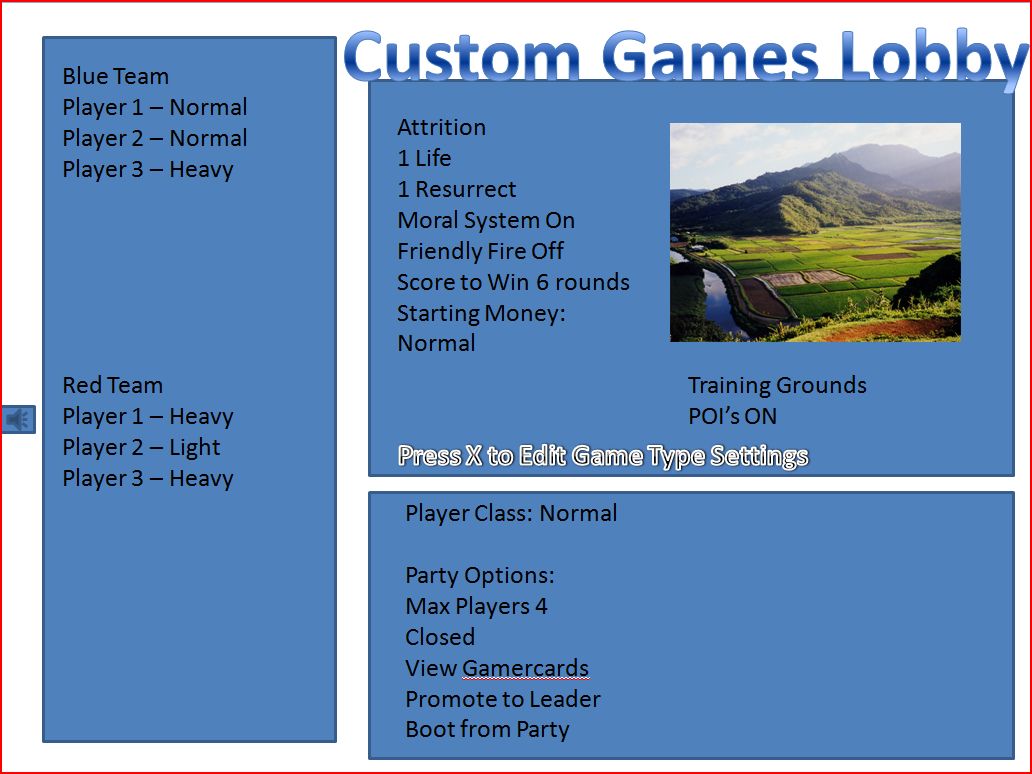 Custom Games Lobby
Blue Team
Player 1 – Normal
Player 2 – Normal
Player 3 – Heavy
Red Team
Player 1 – Heavy
Player 2 – Light
Player 3 – Heavy
Attrition
1 Life
1 Resurrect
Moral System On
Friendly Fire Off
Score to Win 6 rounds
Starting Money:
Normal
Training Grounds
POI’s ON
Press X to Edit Game Type Settings
Player Class: Normal
Party Options:
Max Players 4
Closed
View Gamercards
Promote to Leader
Boot from Party